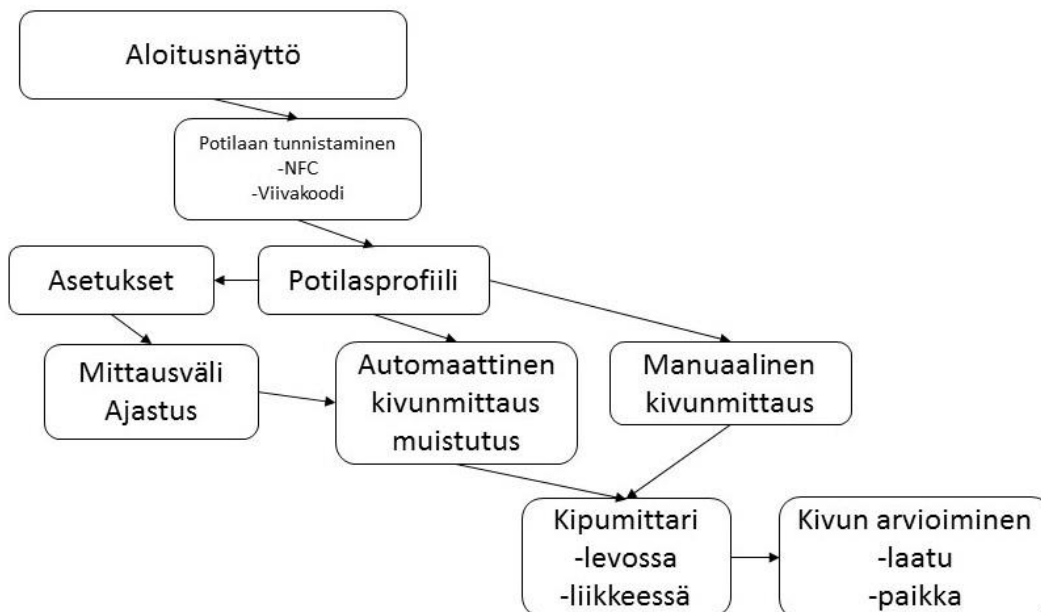 Aloitusnäyttö
Potilaan tunnistaminen
-NFC
-Viivakoodi
Asetukset
Potilasprofiili
Mittausväli
Ajastus
Automaattinen
kivunmittaus
muistutus
Manuaalinen
kivunmittaus
Kipumittari
-levossa
-liikkeessä
Kivun arvioiminen
-laatu
-paikka